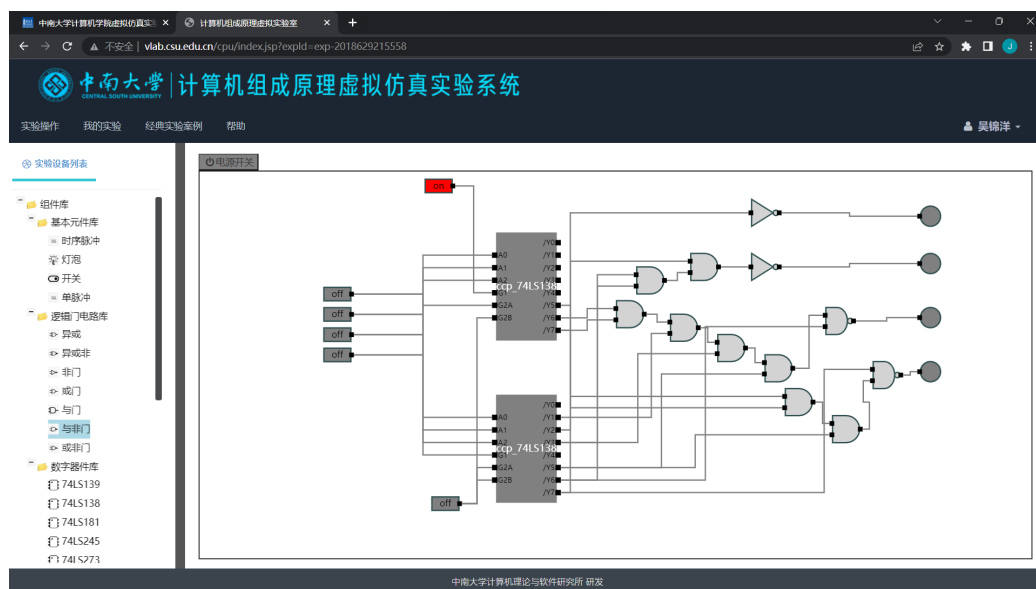 中南大学计算机学院虚拟仿真实
计算机组成原理虚拟实验室
不安全 | vlab.csu.edu.cn/cpu/index.jsp?expId=exp-2018629215558
中南大学 计算机组成原理虚拟仿真实验系统
CENTRAL SOUTH UNIVERSITY
实验操作 我的实验 经典实验案例 帮助 吴锦洋
实验设备列表
电源开关
组件库
基本元件库
时序脉冲
灯泡
开关
单脉冲
逻辑门电路库
异或
异或非
非门
或门
与门
与非门
或非门
数字器件库
74LS139
74LS138
74LS181
74LS245
74LS273
on
off
off
off
off
off
A0 /Y0
A1 /Y1
A2 /Y2
ccp_74LS138
G1 /Y4
G2A /Y5
G2B /Y6
/Y7
A0 /Y0
A1 /Y1
A2 /Y2
ccp_74LS138
G1 /Y4
G2A /Y5
G2B /Y6
/Y7
中南大学计算机理论与软件研究所 研发